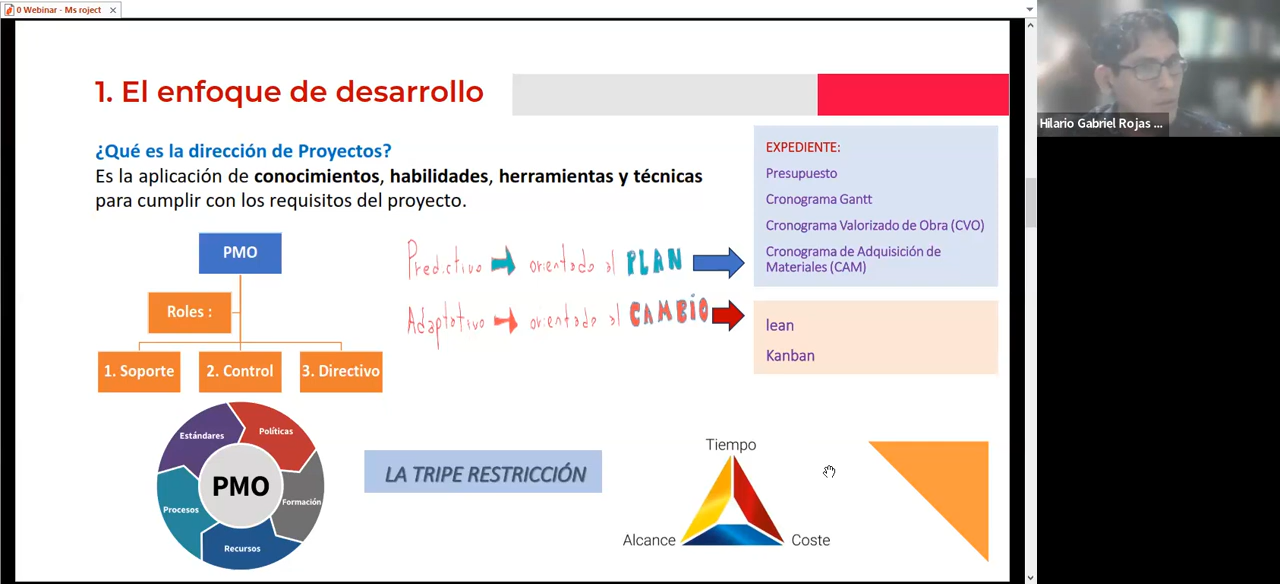 0 Webinar - Ms roject
1. El enfoque de desarrollo
¿Qué es la dirección de Proyectos?
Es la aplicación de conocimientos, habilidades, herramientas y técnicas
para cumplir con los requisitos del proyecto.
PMO
Roles :
1. Soporte
2. Control
3. Directivo
Predictivo orientado al PLAN
Adaptativo orientado al CAMBIO
EXPEDIENTE:
Presupuesto
Cronograma Gantt
Cronograma Valorizado de Obra (CVO)
Cronograma de Adquisición de
Materiales (CAM)
lean
Kanban
Estándares
Políticas
Formación
Recursos
Procesos
PMO
LA TRIPE RESTRICCIÓN
Tiempo
Alcance
Coste
Hilario Gabriel Rojas ...